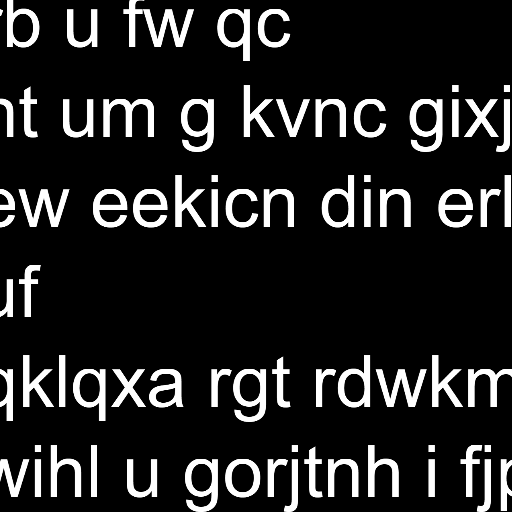 rb u fw qc
nt um g kvnc gixj
ew eekicn din erl
uf
qklqxa rgt rdwkm
wihl u gorjtnh i fjp